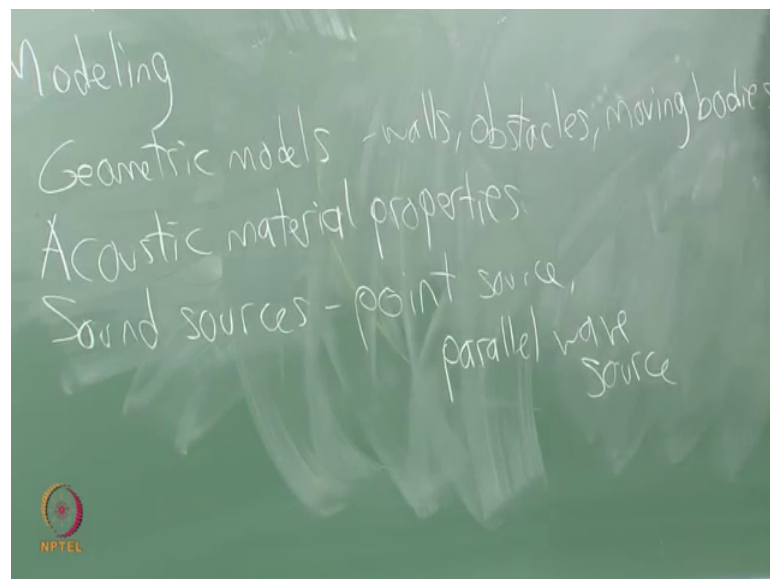 Modeling
Geometric models - walls, obstacles, moving bodies
Acoustic material properties
Sound sources - point source,
parallel wave
source
NPTEL